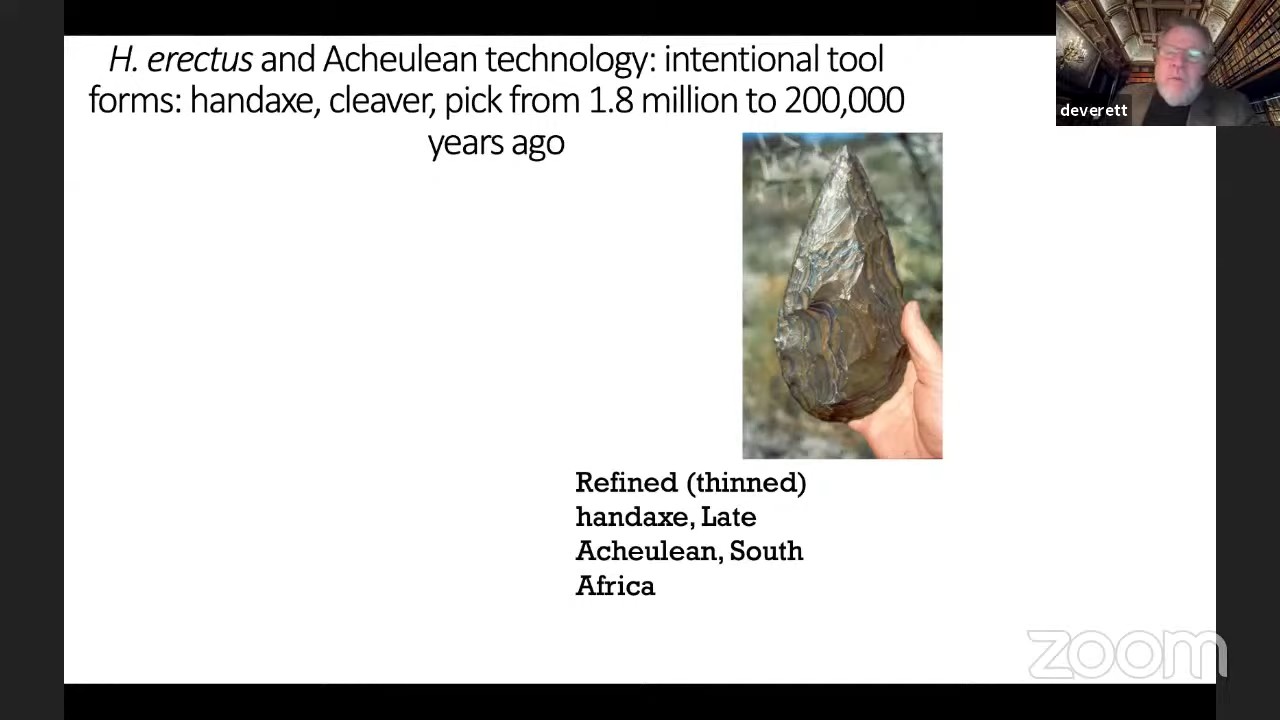 H. erectus and Acheulean technology: intentional tool
forms: handaxe, cleaver, pick from 1.8 million to 200,000
years ago
deverett
Refined (thinned)
handaxe, Late
Acheulean, South
Africa
zoom